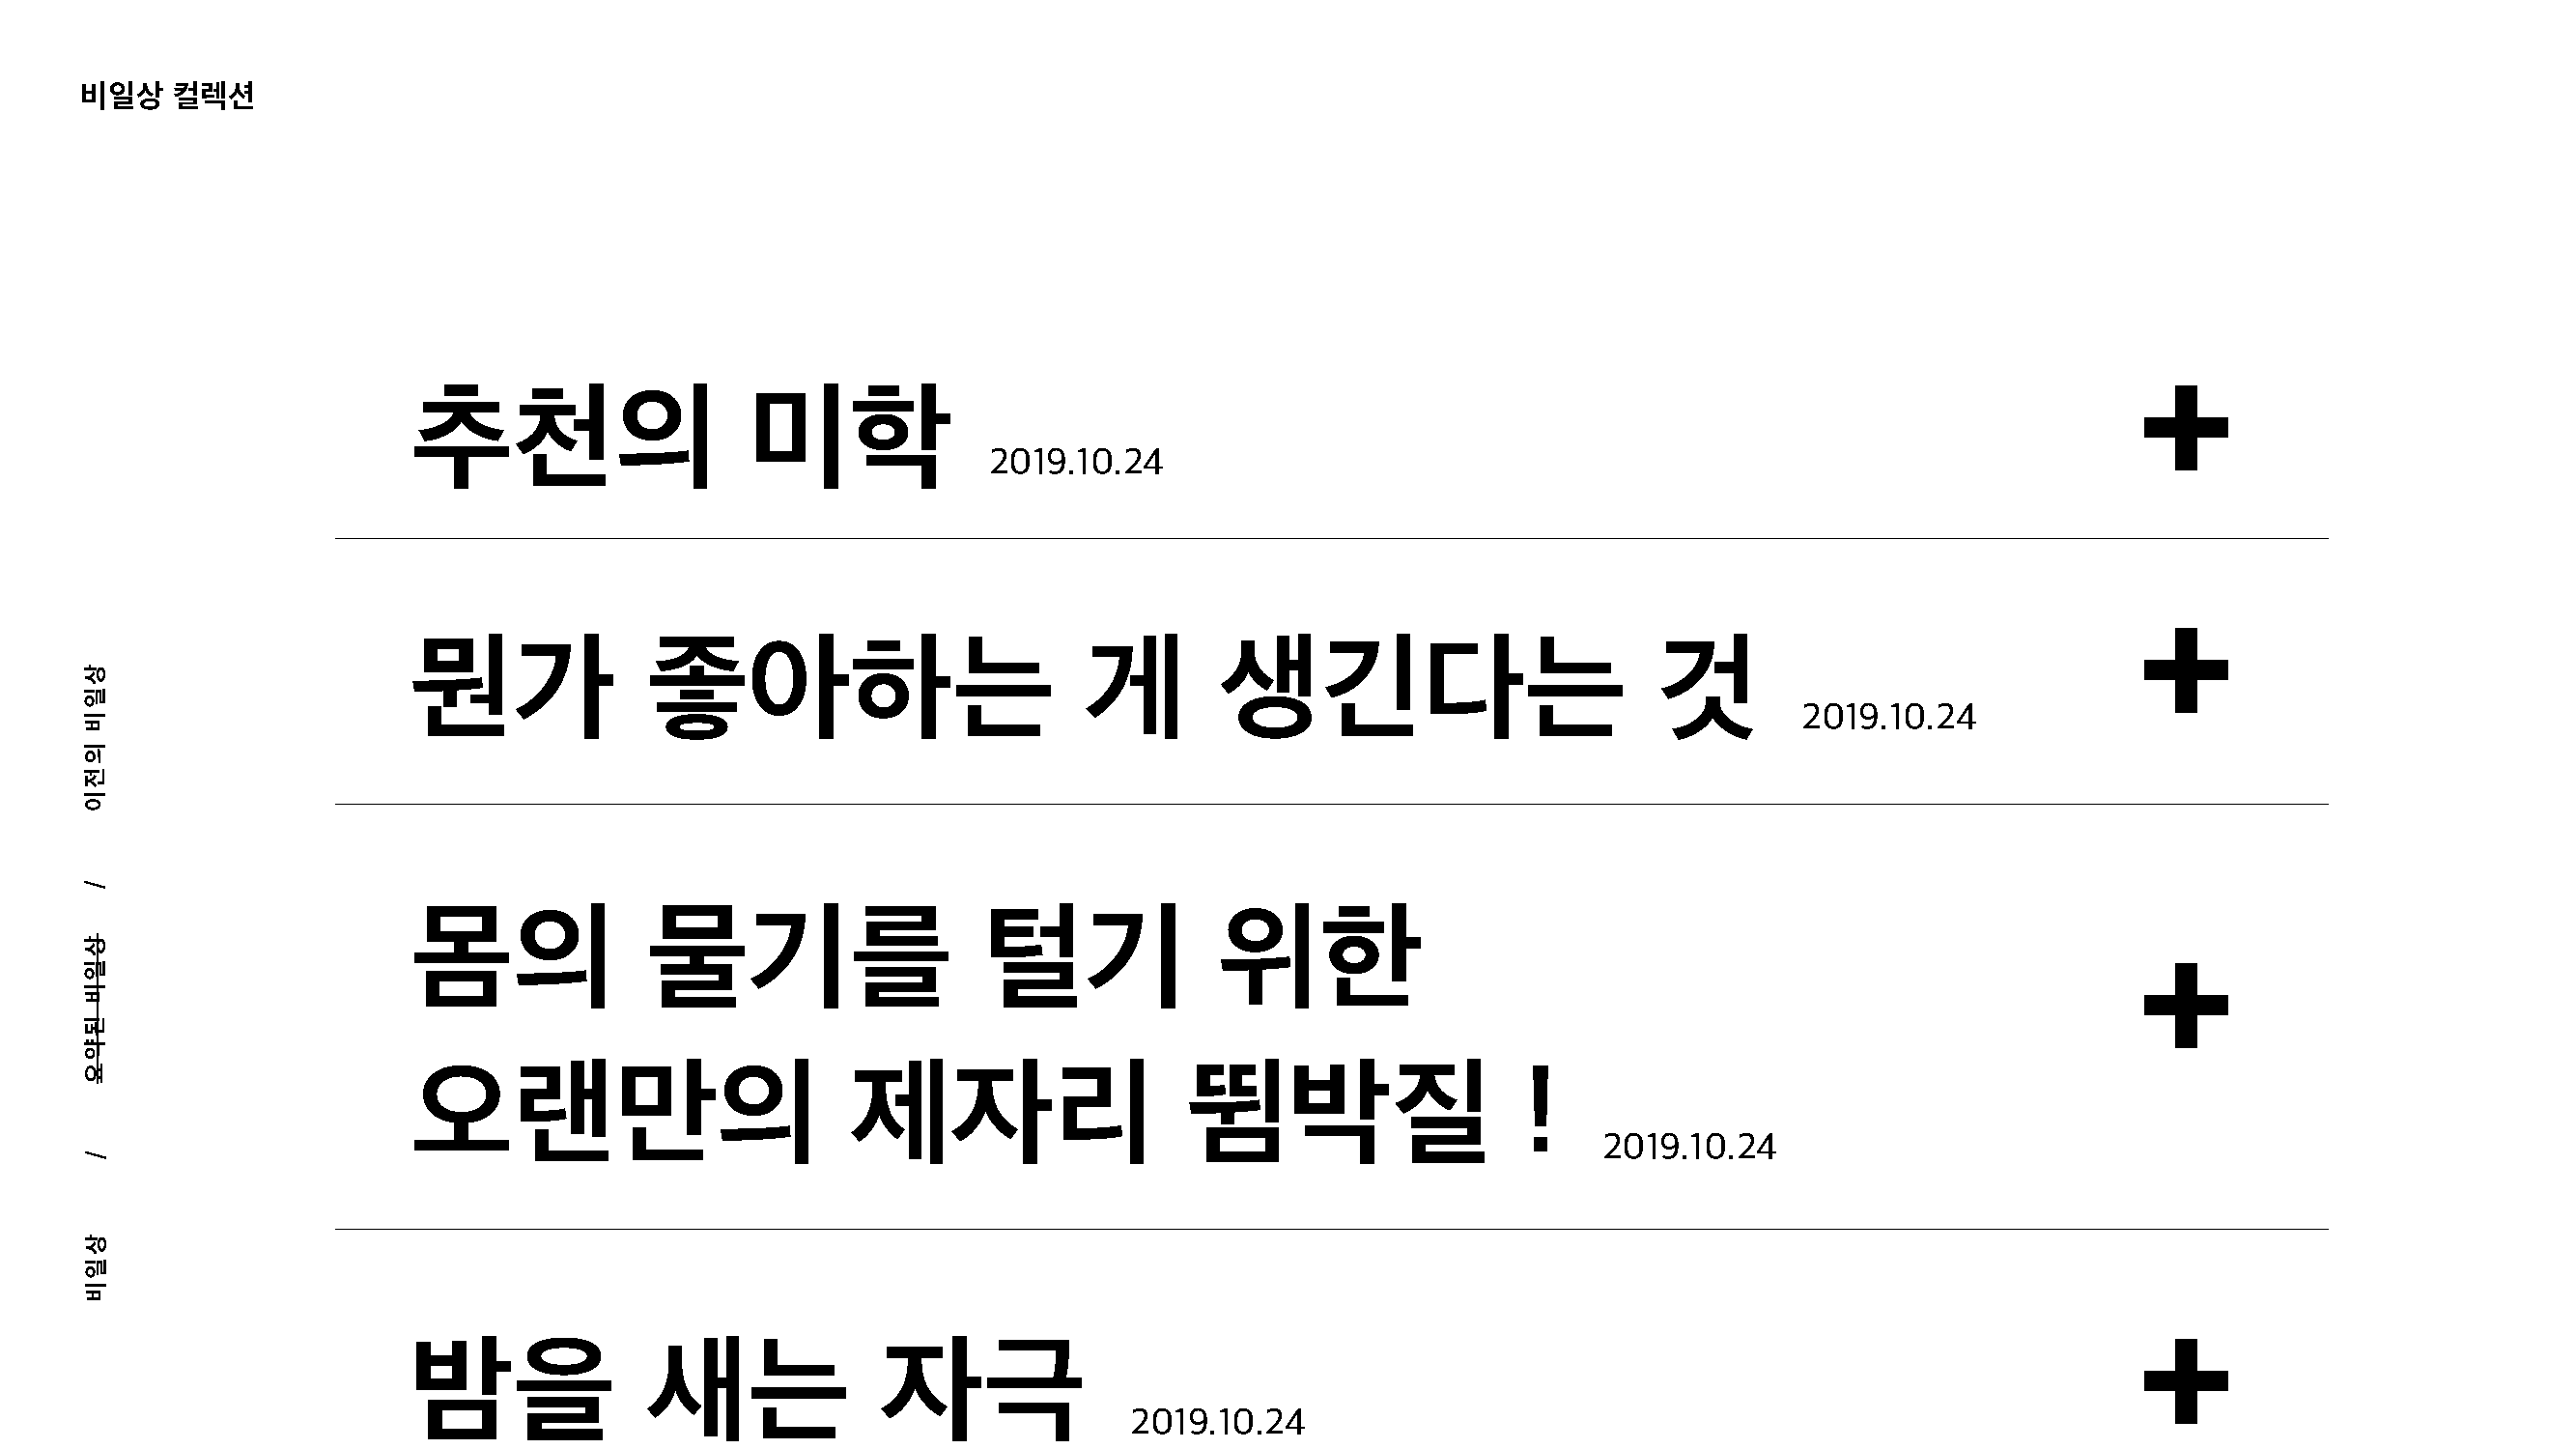 비일상 컬렉션
추천의 미학 2019.10.24
뭔가 좋아하는 게 생긴다는 것 2019.10.24
몸의 물기를 털기 위한
오랜만의 제자리 뜀박질 ! 2019.10.24
밤을 새는 자극 2019.10.24
비일상 / 요약된 비일상 / 이전의 비일상